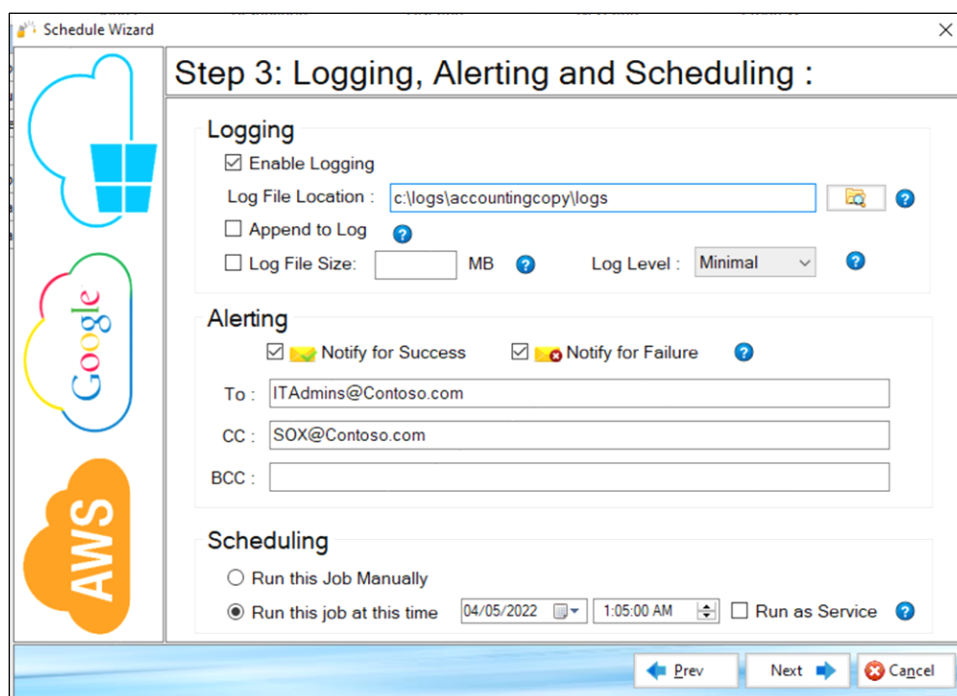 Schedule Wizard
Step 3: Logging, Alerting and Scheduling :
Logging
Enable Logging
Log File Location : c:\logs\accountingcopy\logs
Append to Log
Log File Size: MB Log Level : Minimal
Alerting
Notify for Success Notify for Failure
To : ITAdmins@Contoso.com
CC : SOX@Contoso.com
BCC :
Scheduling
Run this Job Manually
Run this job at this time 04/05/2022 1:05:00 AM Run as Service
Google
AWS
Prev Next Cancel